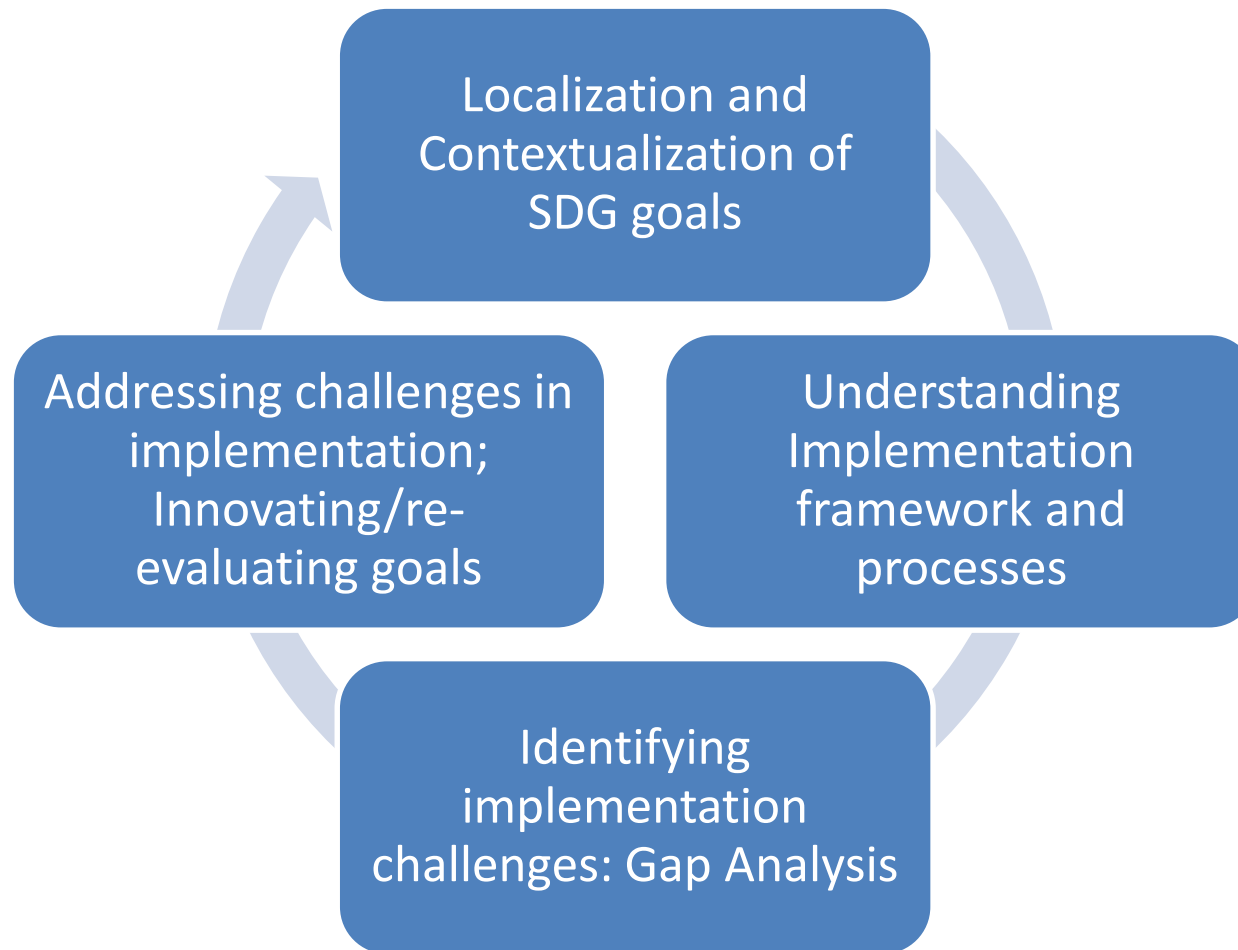 Localization and
Contextualization of
SDG goals
Addressing challenges in
implementation;
Innovating/re-
evaluating goals
Understanding
Implementation
framework and
processes
Identifying
implementation
challenges: Gap Analysis